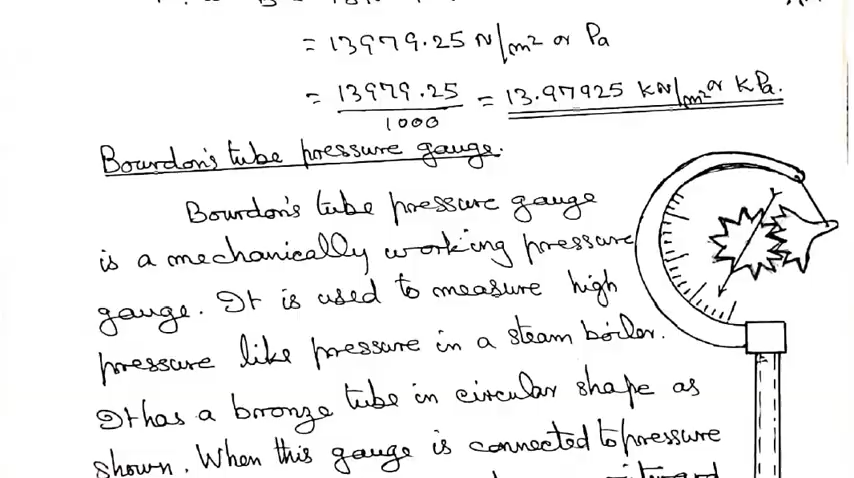 = 13979.25 N/m² or Pa
= 13979.25 / 1000 = 13.97925 kN/m² or kPa.
Bourdon's tube pressure gauge.
Bourdon's tube pressure gauge
is a mechanically working pressure
gauge. It is used to measure high
pressure like pressure in a steam boiler.
It has a bronze tube in circular shape as
shown. When this gauge is connected to pressure